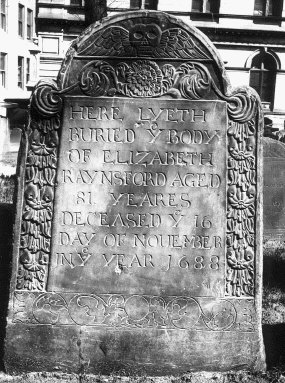 HERE LYETH
BURIED Ẏ BODY
OF ELIZABETH
RAYNSFORD AGED
81 YEARES
DECEASED Ẏ 16
DAY OF NOUEMBER
IN Ẏ YEAR 1688